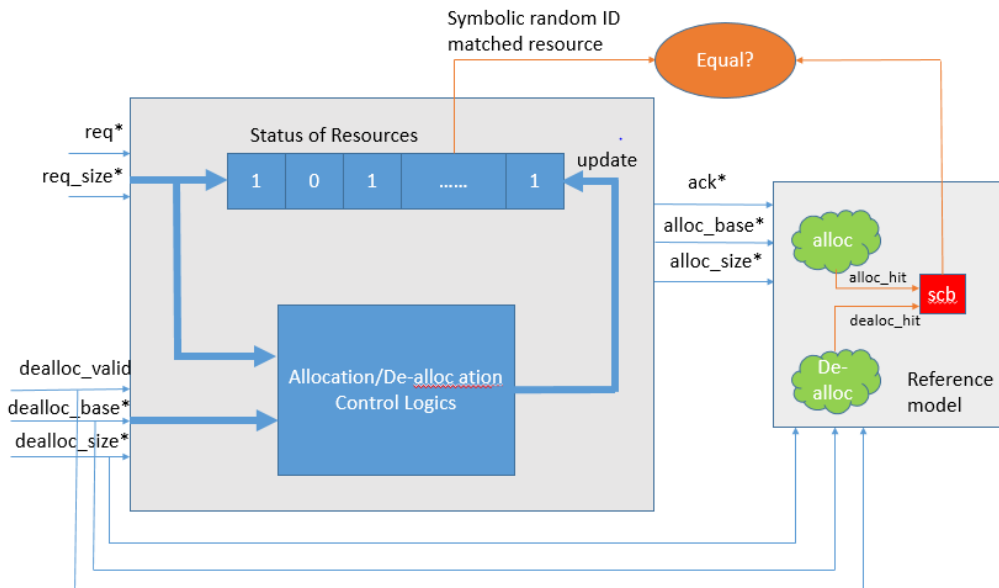 Symbolic random ID
matched resource
Equal?
req*
req_size*
Status of Resources
1 0 1 ...... 1
update
ack*
alloc_base*
alloc_size*
alloc
alloc_hit
scb
dealoc_hit
De-
alloc
Reference
model
dealloc_valid
dealloc_base*
dealloc_size*
Allocation/De-alloc ation
Control Logics